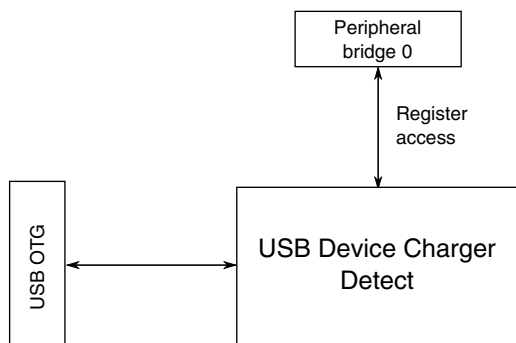 Peripheral
bridge 0
Register
access
USB Device Charger
Detect
USB OTG